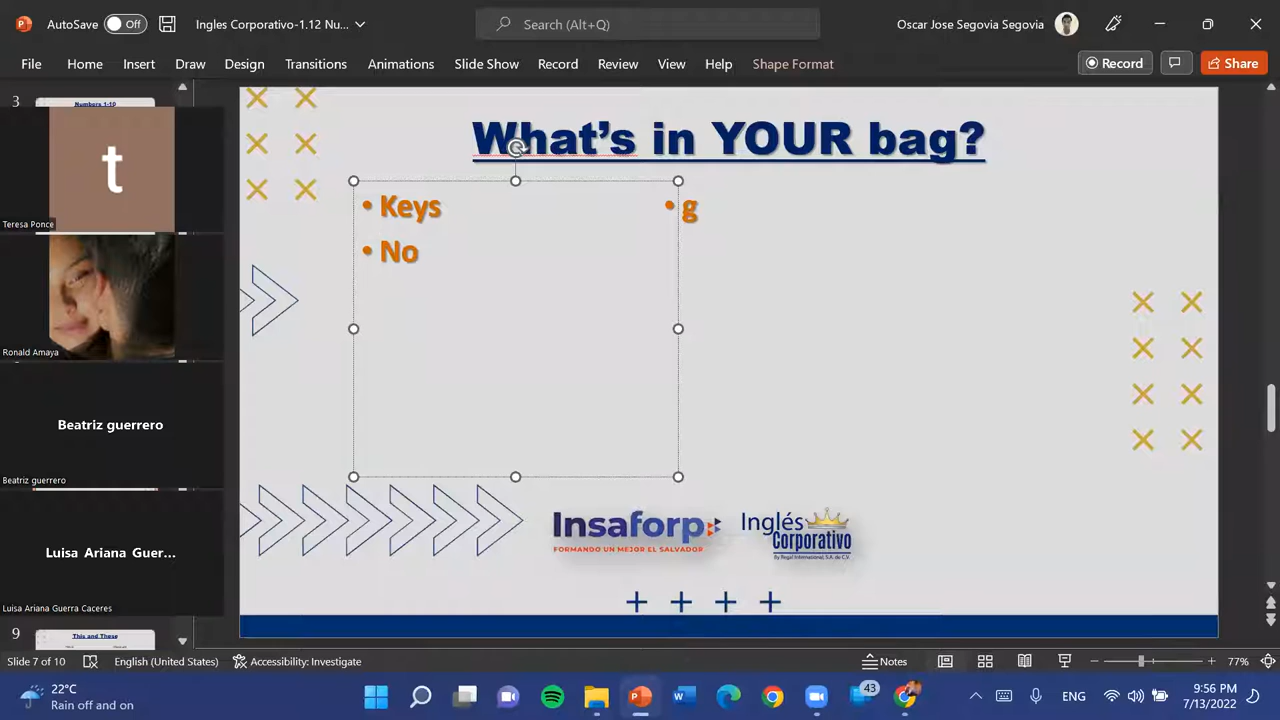 AutoSave Off Ingles Corporativo-1.12 Nu... Search (Alt+Q) Oscar Jose Segovia Segovia
File Home Insert Draw Design Transitions Animations Slide Show Record Review View Help Shape Format Record Share
3
Numbers 1-10
t
Teresa Ponce
Ronald Amaya
Beatriz guerrero
Beatriz guerrero
Luisa Ariana Guer...
Luisa Ariana Guerra Caceres
9
This and These
What's in YOUR bag?
• Keys
• No
• g
Insaforp
FORMANDO UN MEJOR EL SALVADOR
Inglés
Corporativo
By Regal International, S.A. de C.V.
Slide 7 of 10 English (United States) Accessibility: Investigate Notes 77%
22°C
Rain off and on
43
ENG
9:56 PM
7/13/2022